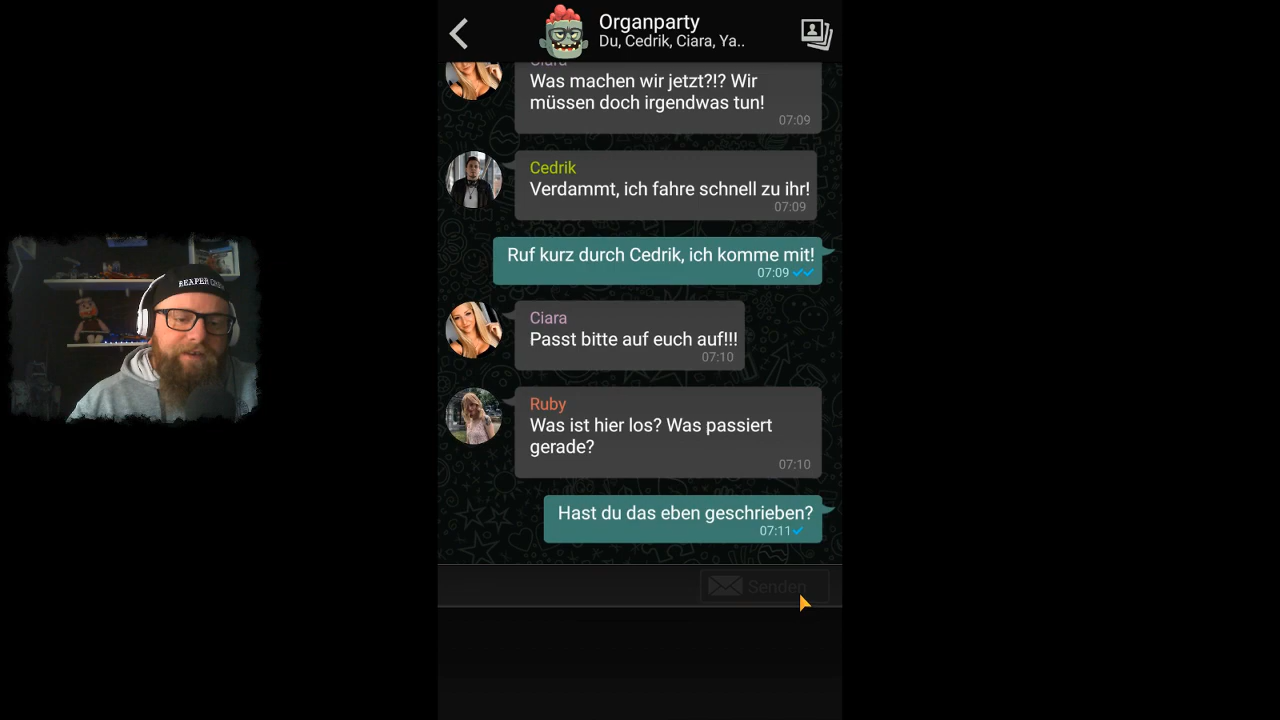 Organparty
Du, Cedrik, Ciara, Ya..
Ciara
Was machen wir jetzt?!? Wir
müssen doch irgendwas tun!
07:09
Cedrik
Verdammt, ich fahre schnell zu ihr!
07:09
Ruf kurz durch Cedrik, ich komme mit!
07:09
Ciara
Passt bitte auf euch auf!!!
07:10
Ruby
Was ist hier los? Was passiert
gerade?
07:10
Hast du das eben geschrieben?
07:11
Senden
REAPER